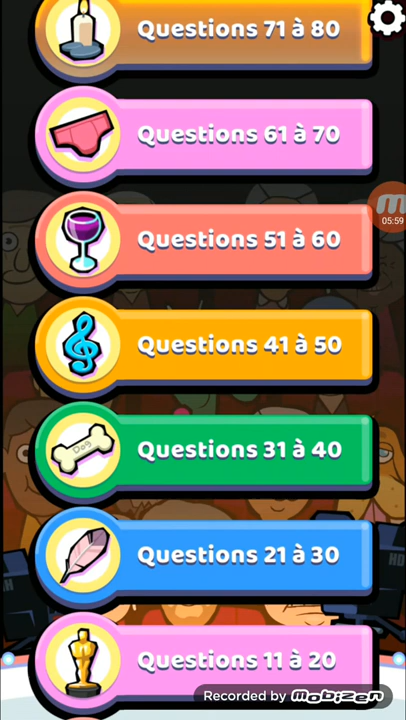 Questions 71 à 80
Questions 61 à 70
05:59
Questions 51 à 60
Questions 41 à 50
Dog
Questions 31 à 40
HD
Questions 21 à 30
Questions 11 à 20
Recorded by Mobizen